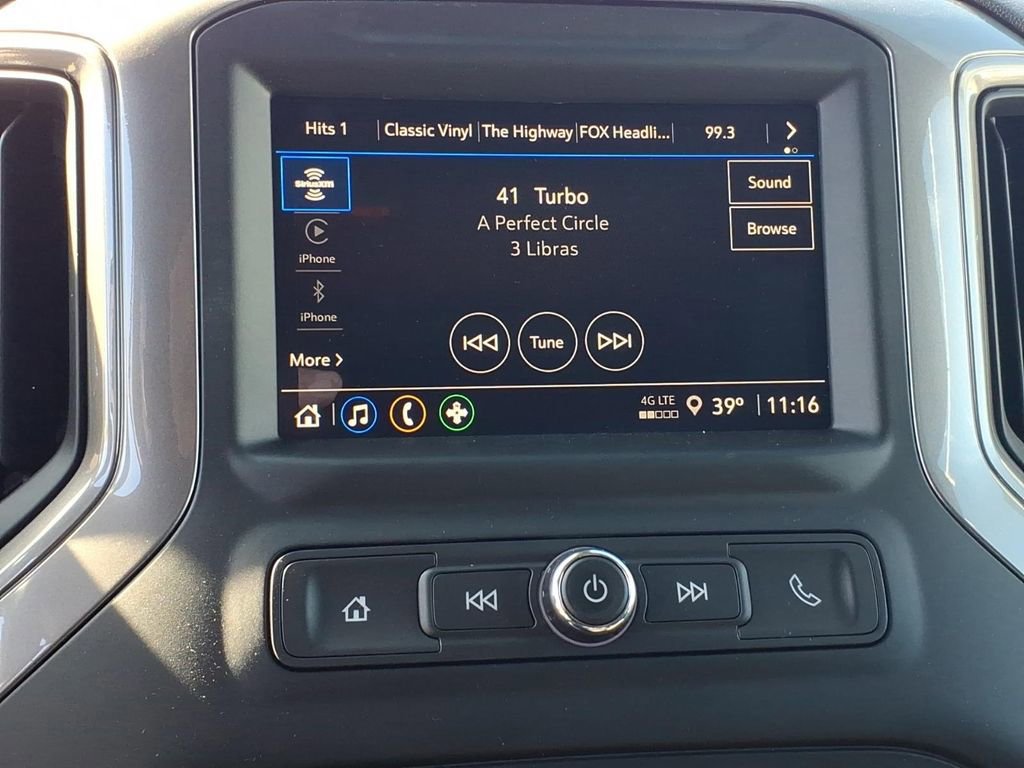 Hits 1 Classic Vinyl The Highway FOX Headli... 99.3
SiriusXM
41 Turbo
A Perfect Circle
3 Libras
Sound
Browse
iPhone
iPhone
More
Tune
4G LTE
39° 11:16